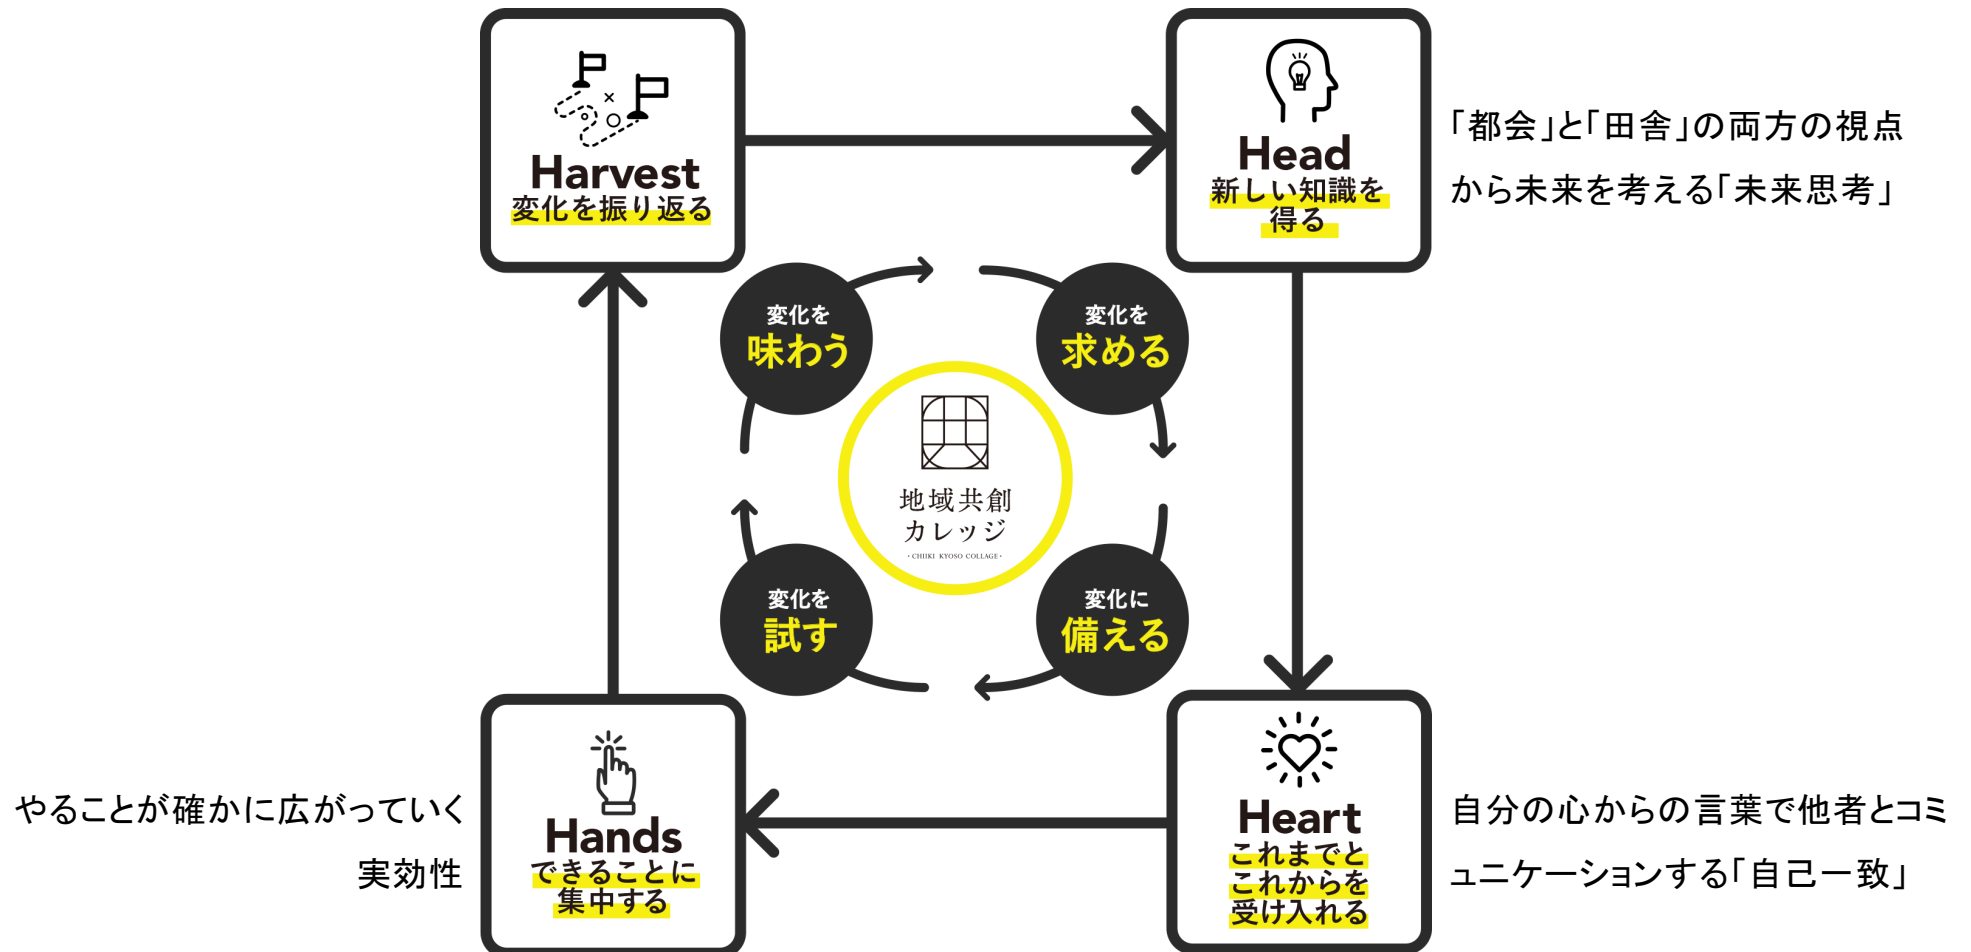 Harvest
変化を振り返る
Head
新しい知識を
得る
「都会」と「田舎」の両方の視点
から未来を考える「未来思考」
変化を
味わう
変化を
求める
地域共創
カレッジ
・CHIIKI KYOSO COLLAGE・
変化を
試す
変化に
備える
やることが確かに広がっていく
実効性
Hands
できることに
集中する
Heart
これまでと
これからを
受け入れる
自分の心からの言葉で他者とコミ
ュニケーションする「自己一致」